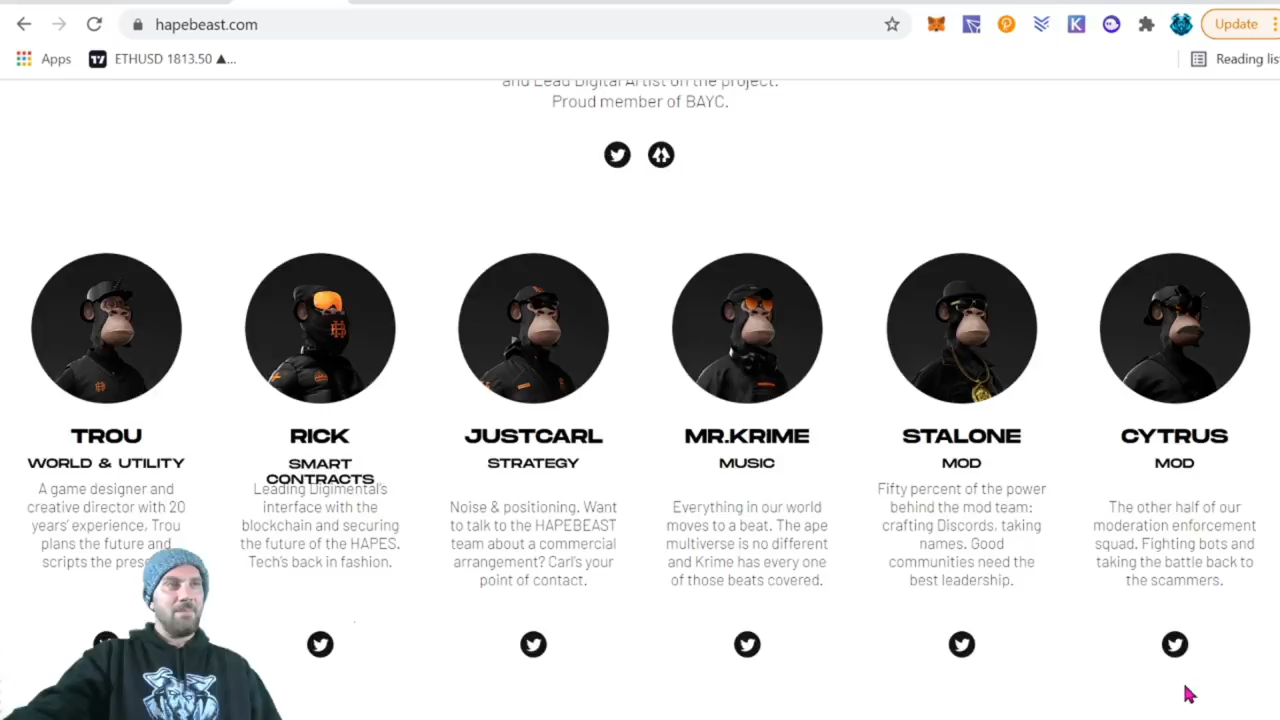 hapebeast.com
Update
Apps
ETHUSD 1813.50 ▲...
Reading list
and Lead Digital Artist on the project.
Proud member of BAYC.
TROU
WORLD & UTILITY
A game designer and
creative director with 20
years' experience, Trou
plans the future and
scripts the
RICK
SMART
CONTRACTS
Leading Digimental's
interface with the
blockchain and securing
the future of the HAPES.
Tech's back in fashion.
JUSTCARL
STRATEGY
Noise & positioning. Want
to talk to the HAPEBEAST
team about a commercial
arrangement? Carl's your
point of contact.
MR.KRIME
MUSIC
Everything in our world
moves to a beat. The ape
multiverse is no different
and Krime has every one
of those beats covered.
STALONE
MOD
Fifty percent of the power
behind the mod team:
crafting Discords, taking
names. Good
communities need the
best leadership.
CYTRUS
MOD
The other half of our
moderation enforcement
squad. Fighting bots and
taking the battle back to
the scammers.